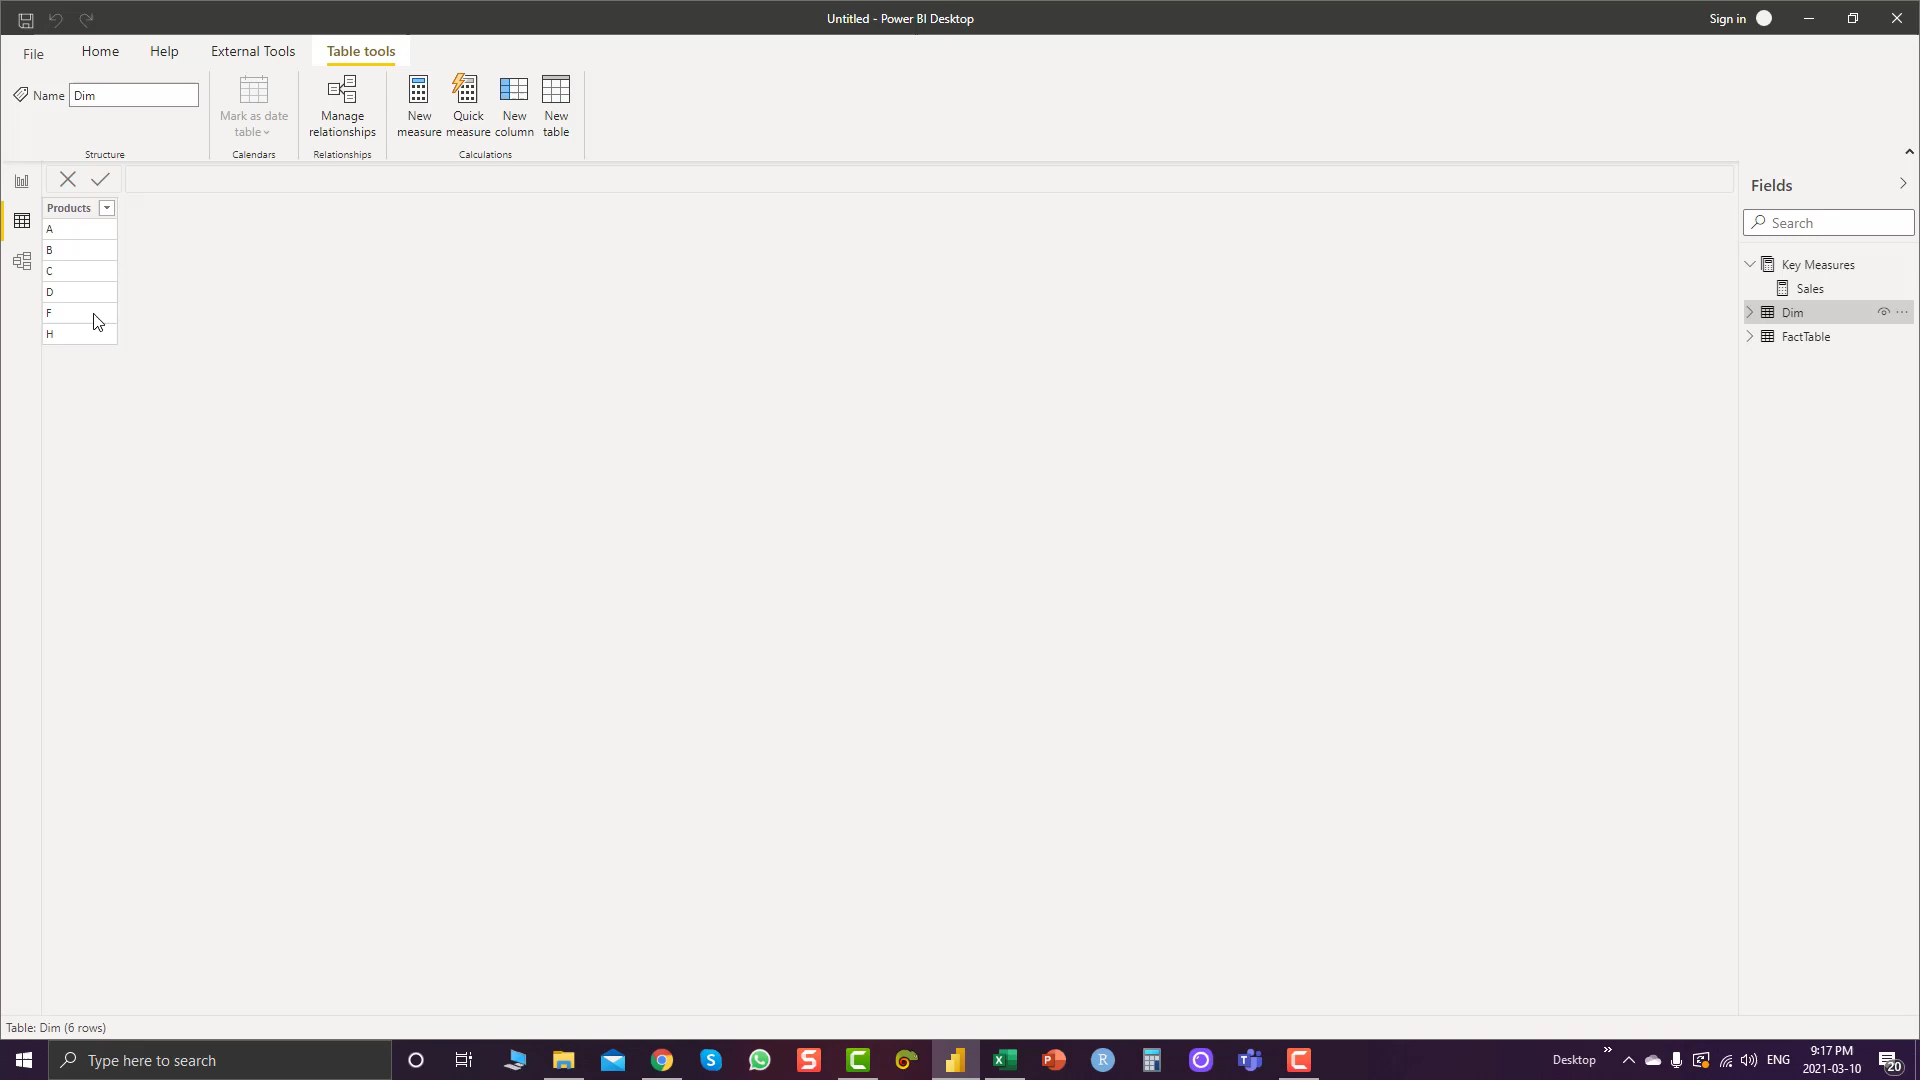 Untitled - Power BI Desktop
Sign in
File
Home
Help
External Tools
Table tools
Name
Dim
Mark as date
table
Manage
relationships
New
measure
Quick
measure
New
column
New
table
Structure
Calendars
Relationships
Calculations
Products
A
B
C
D
F
H
Fields
Search
Key Measures
Sales
Dim
FactTable
Table: Dim (6 rows)
Type here to search
Desktop
ENG
9:17 PM
2021-03-10
20